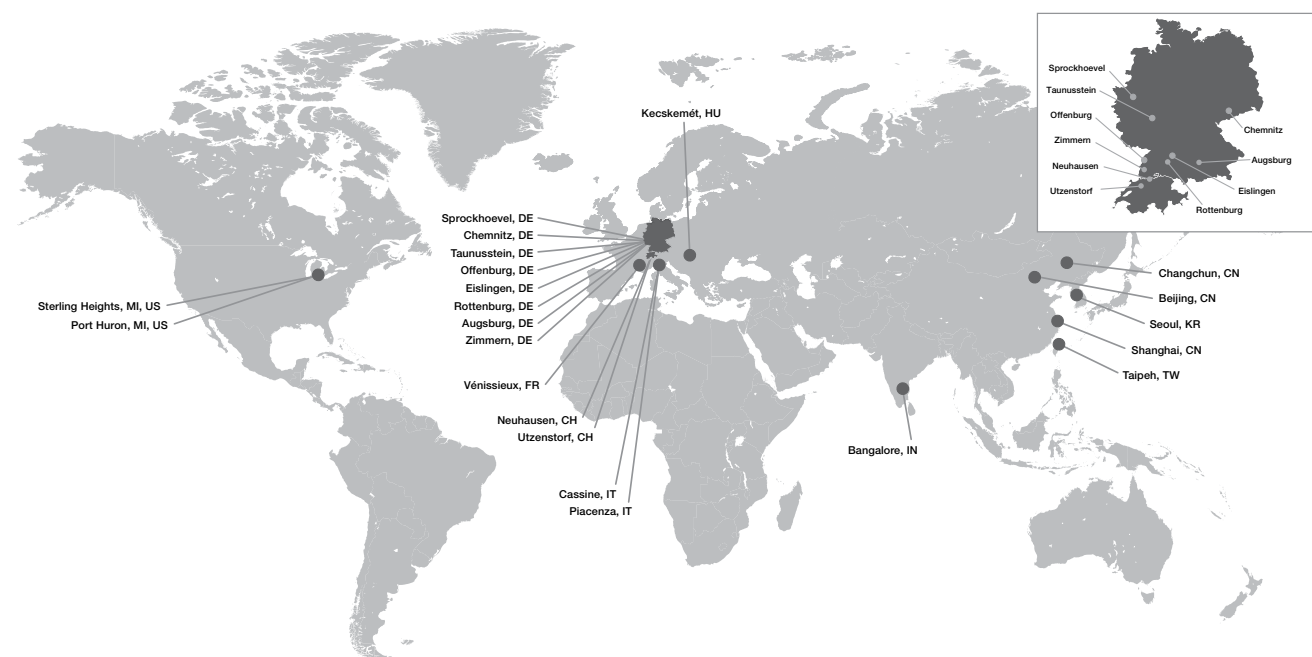 Kecskemét, HU
Sprockhoevel, DE
Chemnitz, DE
Taunusstein, DE
Offenburg, DE
Eislingen, DE
Rottenburg, DE
Augsburg, DE
Zimmern, DE
Vénissieux, FR
Neuhausen, CH
Utzenstorf, CH
Cassine, IT
Piacenza, IT
Sterling Heights, MI, US
Port Huron, MI, US
Bangalore, IN
Changchun, CN
Beijing, CN
Seoul, KR
Shanghai, CN
Taipeh, TW
Sprockhoevel
Taunusstein
Offenburg
Zimmern
Neuhausen
Utzenstorf
Chemnitz
Augsburg
Eislingen
Rottenburg